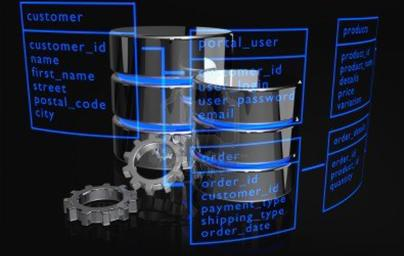 customer
customer_id
name
first_name
street
postal_code
city
portal_user
customer_id
user_login
user_password
email
order
order_id
customer_id
payment_type
shipping_type
order_date
products
product_id
details
price
variation
order_id
product_id
quantity